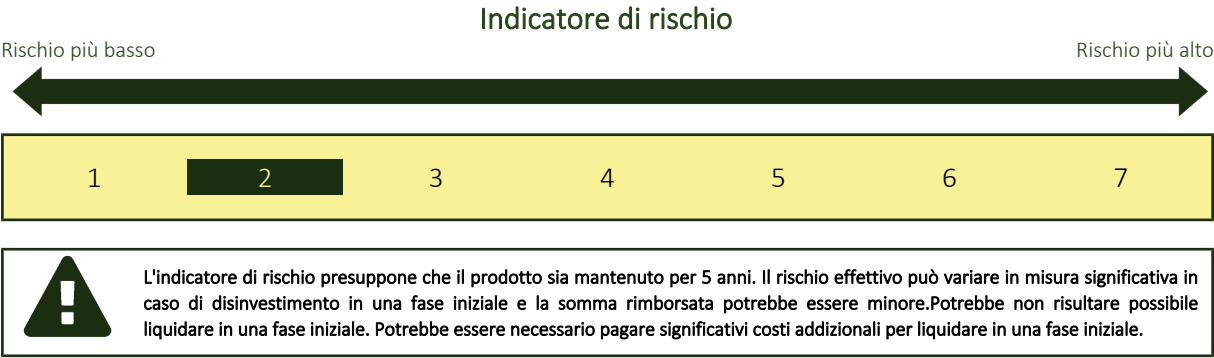 Indicatore di rischio
Rischio più basso Rischio più alto
1 2 3 4 5 6 7
L'indicatore di rischio presuppone che il prodotto sia mantenuto per 5 anni. Il rischio effettivo può variare in misura significativa in
caso di disinvestimento in una fase iniziale e la somma rimborsata potrebbe essere minore.Potrebbe non risultare possibile
liquidare in una fase iniziale. Potrebbe essere necessario pagare significativi costi addizionali per liquidare in una fase iniziale.